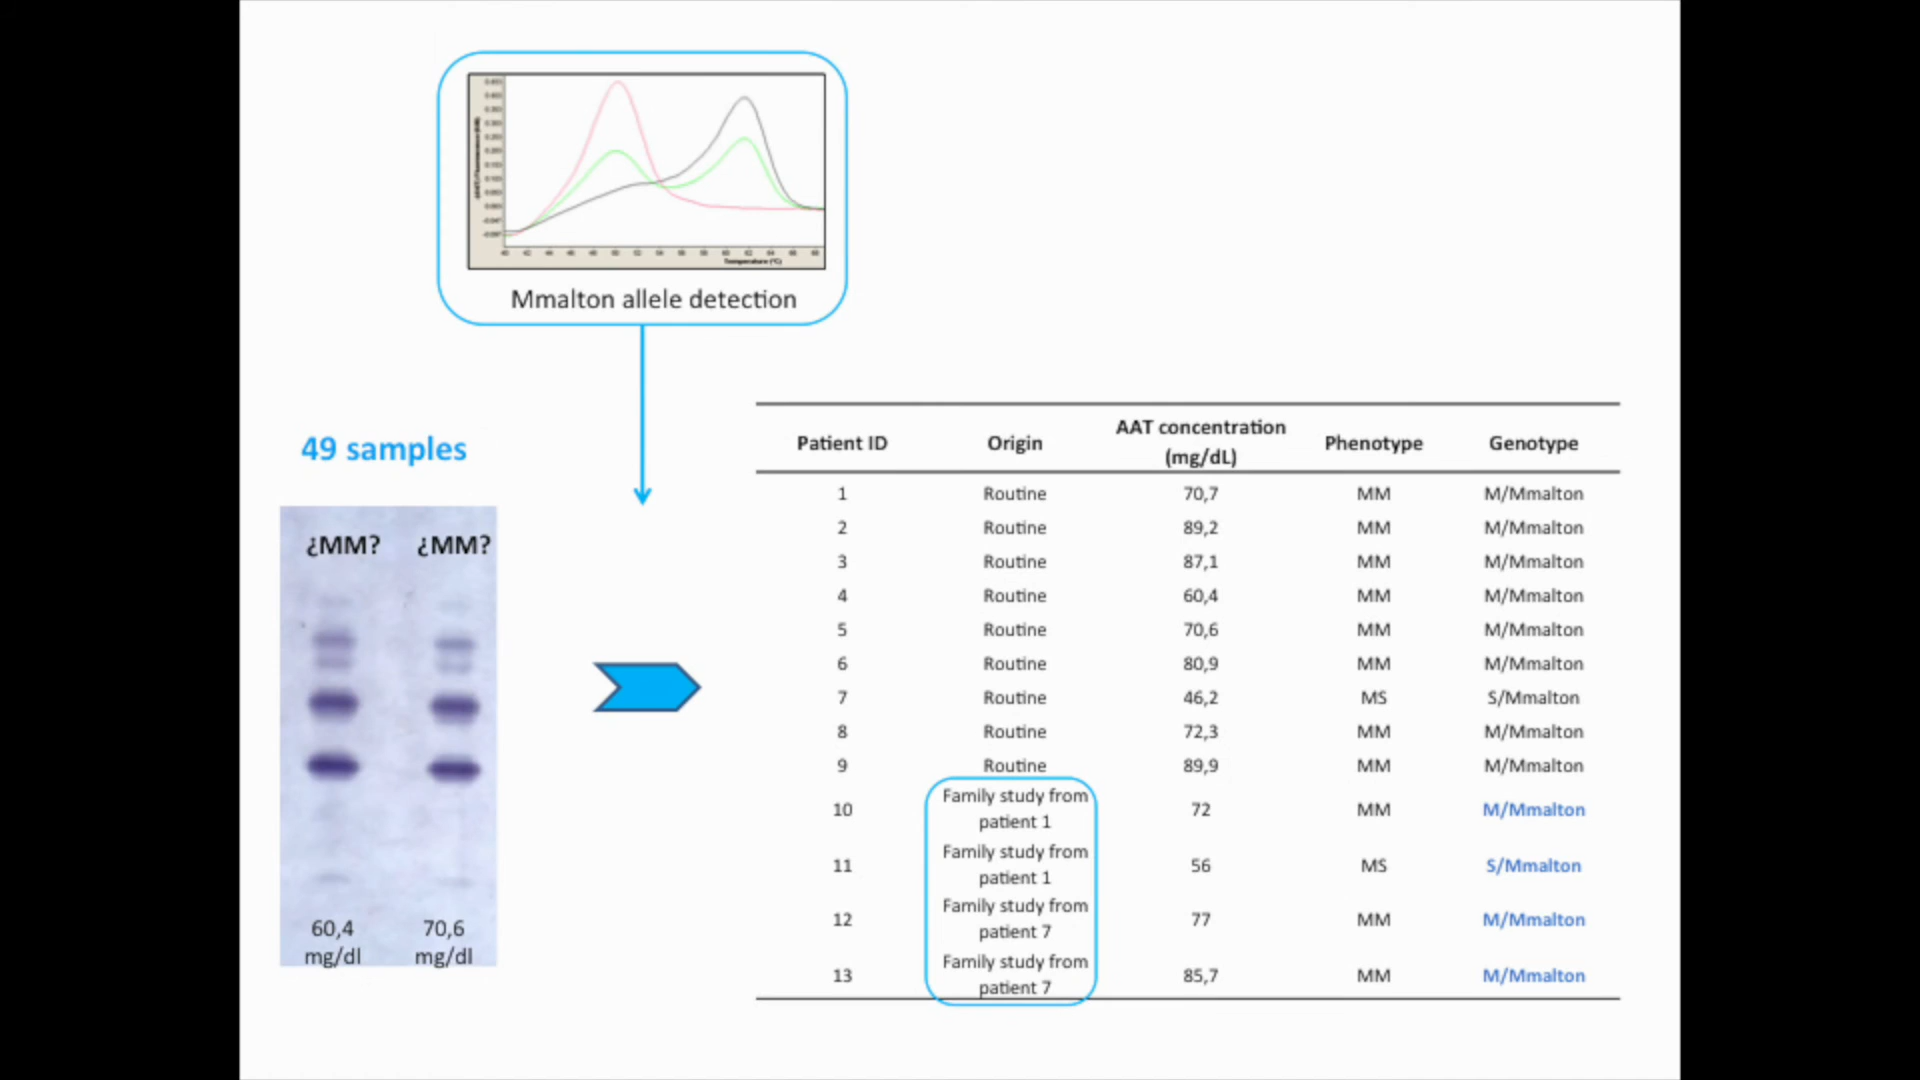 Temperature (°C)
Mmalton allele detection
49 samples
¿MM? ¿MM?
60,4 70,6
mg/dl mg/dl
Patient ID Origin AAT concentration (mg/dL) Phenotype Genotype
1 Routine 70,7 MM M/Mmalton
2 Routine 89,2 MM M/Mmalton
3 Routine 87,1 MM M/Mmalton
4 Routine 60,4 MM M/Mmalton
5 Routine 70,6 MM M/Mmalton
6 Routine 80,9 MM M/Mmalton
7 Routine 46,2 MS S/Mmalton
8 Routine 72,3 MM M/Mmalton
9 Routine 89,9 MM M/Mmalton
10 Family study from patient 1 72 MM M/Mmalton
11 Family study from patient 1 56 MS S/Mmalton
12 Family study from patient 7 77 MM M/Mmalton
13 Family study from patient 7 85,7 MM M/Mmalton